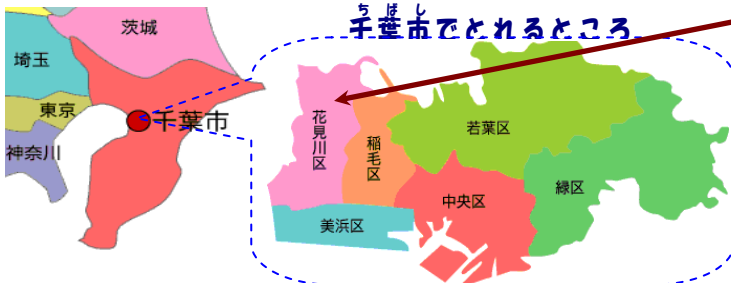 ちばし
千葉市でとれるところ
茨城
埼玉
東京
千葉市
神奈川
花見川区
稲毛区
若葉区
緑区
中央区
美浜区